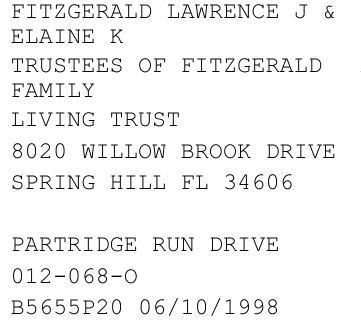 FITZGERALD LAWRENCE J &
ELAINE K
TRUSTEES OF FITZGERALD
FAMILY
LIVING TRUST
8020 WILLOW BROOK DRIVE
SPRING HILL FL 34606
PARTRIDGE RUN DRIVE
012-068-O
B5655P20 06/10/1998